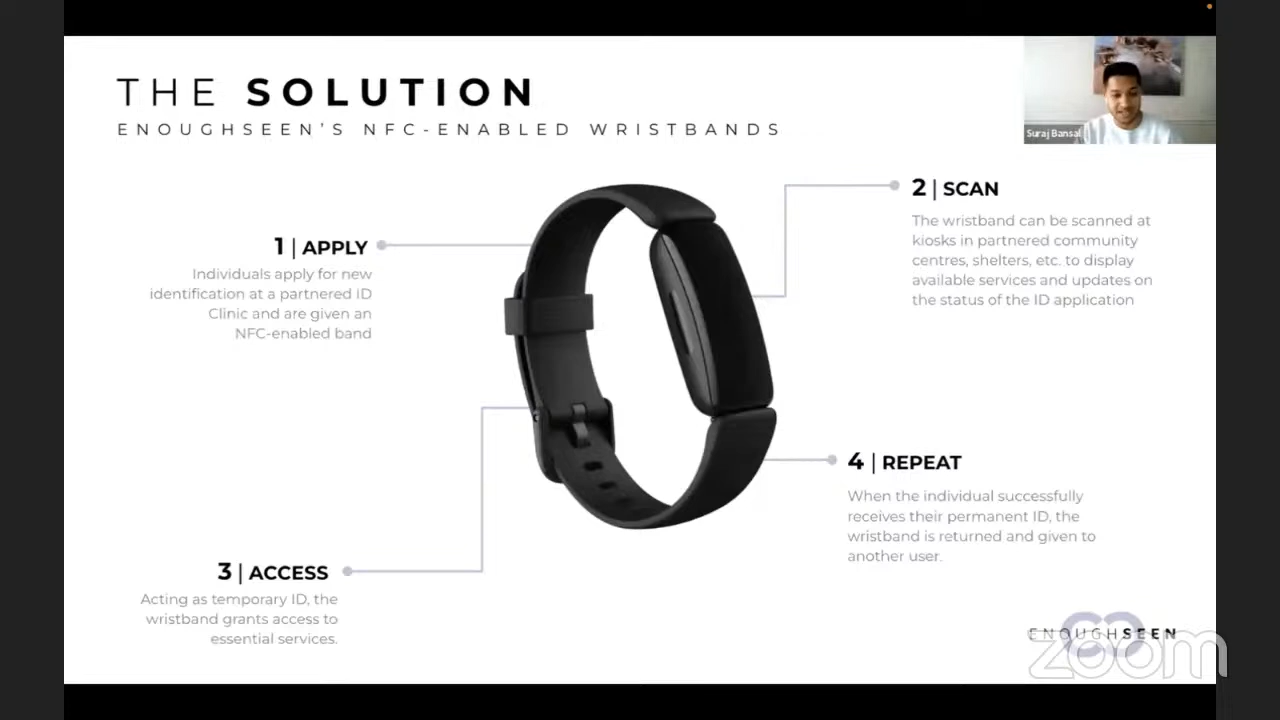 THE SOLUTION
ENOUGHSEEN'S NFC-ENABLED WRISTBANDS
Suraj Bansal
1 | APPLY
Individuals apply for new
identification at a partnered ID
Clinic and are given an
NFC-enabled band
2 | SCAN
The wristband can be scanned at
kiosks in partnered community
centres, shelters, etc. to display
available services and updates on
the status of the ID application
3 | ACCESS
Acting as temporary ID, the
wristband grants access to
essential services.
4 | REPEAT
When the individual successfully
receives their permanent ID, the
wristband is returned and given to
another user.
ENOUGHSEEN
zoom